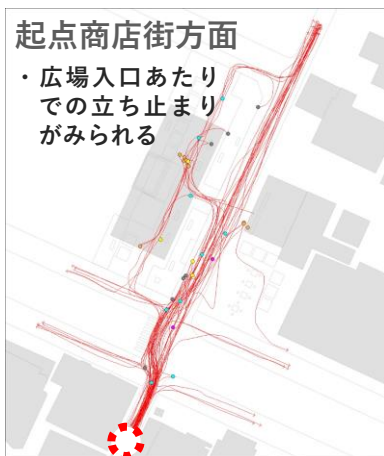 起点商店街方面
・広場入口あたり
での立ち止まり
がみられる